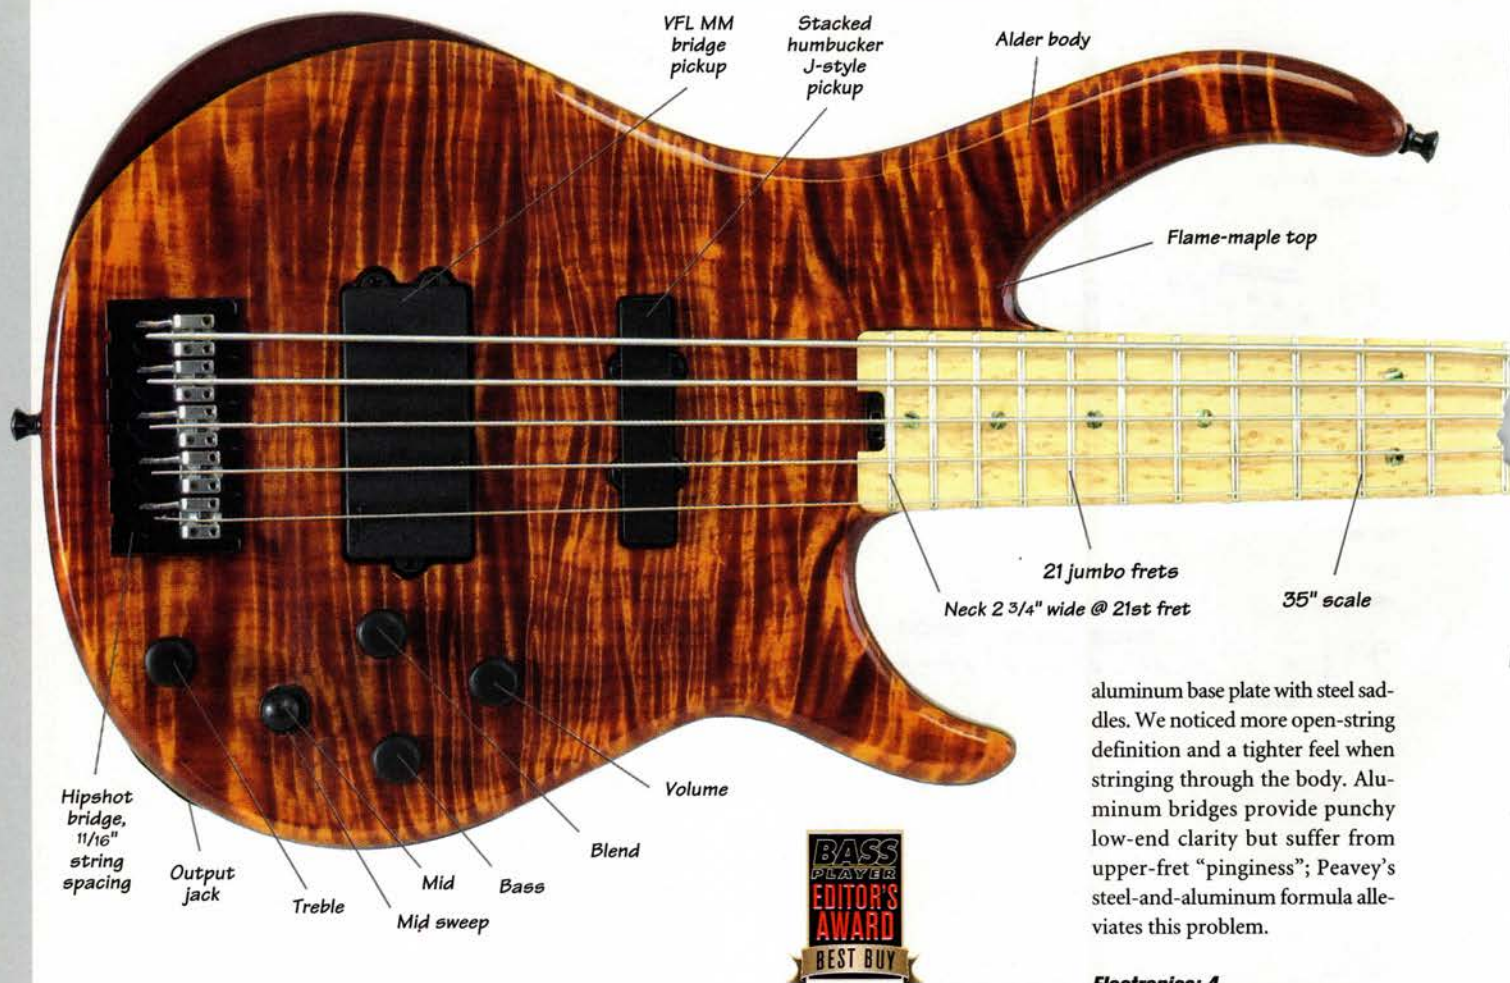 VFL MM
bridge
pickup
Stacked
humbucker
J-style
pickup
Alder body
Flame-maple top
21 jumbo frets
Neck 2 3/4" wide @ 21st fret
35" scale
Hipshot
bridge,
11/16"
string
spacing
Output
jack
Treble
Mid sweep
Mid
Bass
Blend
Volume
BASS
PLAYER
EDITOR'S
AWARD
BEST BUY
aluminum base plate with steel sad-
dles. We noticed more open-string
definition and a tighter feel when
stringing through the body. Alu-
minum bridges provide punchy
low-end clarity but suffer from
upper-fret “pinginess”; Peavey's
steel-and-aluminum formula alle-
viates this problem.
Electronics: 4